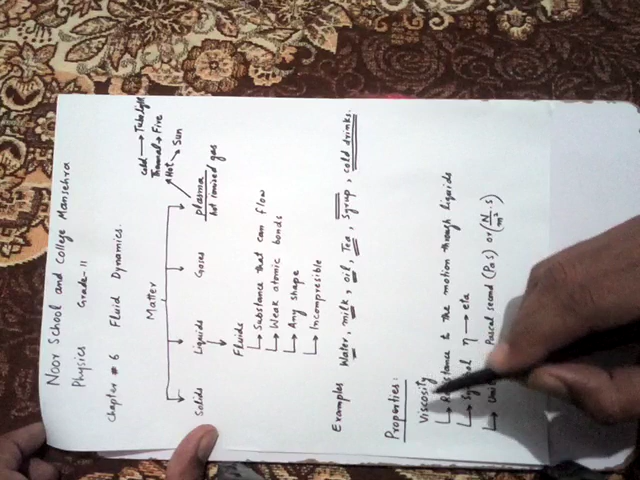 Noor School and College Mansehra
Physics Grade-11
Chapter # 6 Fluid Dynamics.
Matter
Solids Liquids Gases plasma
hot ionized gas
Hot → Sun
Thermal → Fire
cold → Tube light
Fluids
↳ Substance that can flow
↳ Weak atomic bonds
↳ Any shape
↳ Incompresible
Examples Water, milk, oil, Tea, Syrup, cold drinks.
Properties:
Viscosity
↳ Resistance to the motion through liquids
↳ Symbol η → eta
↳ Pascal second (Pa s) or (N/m² . s)